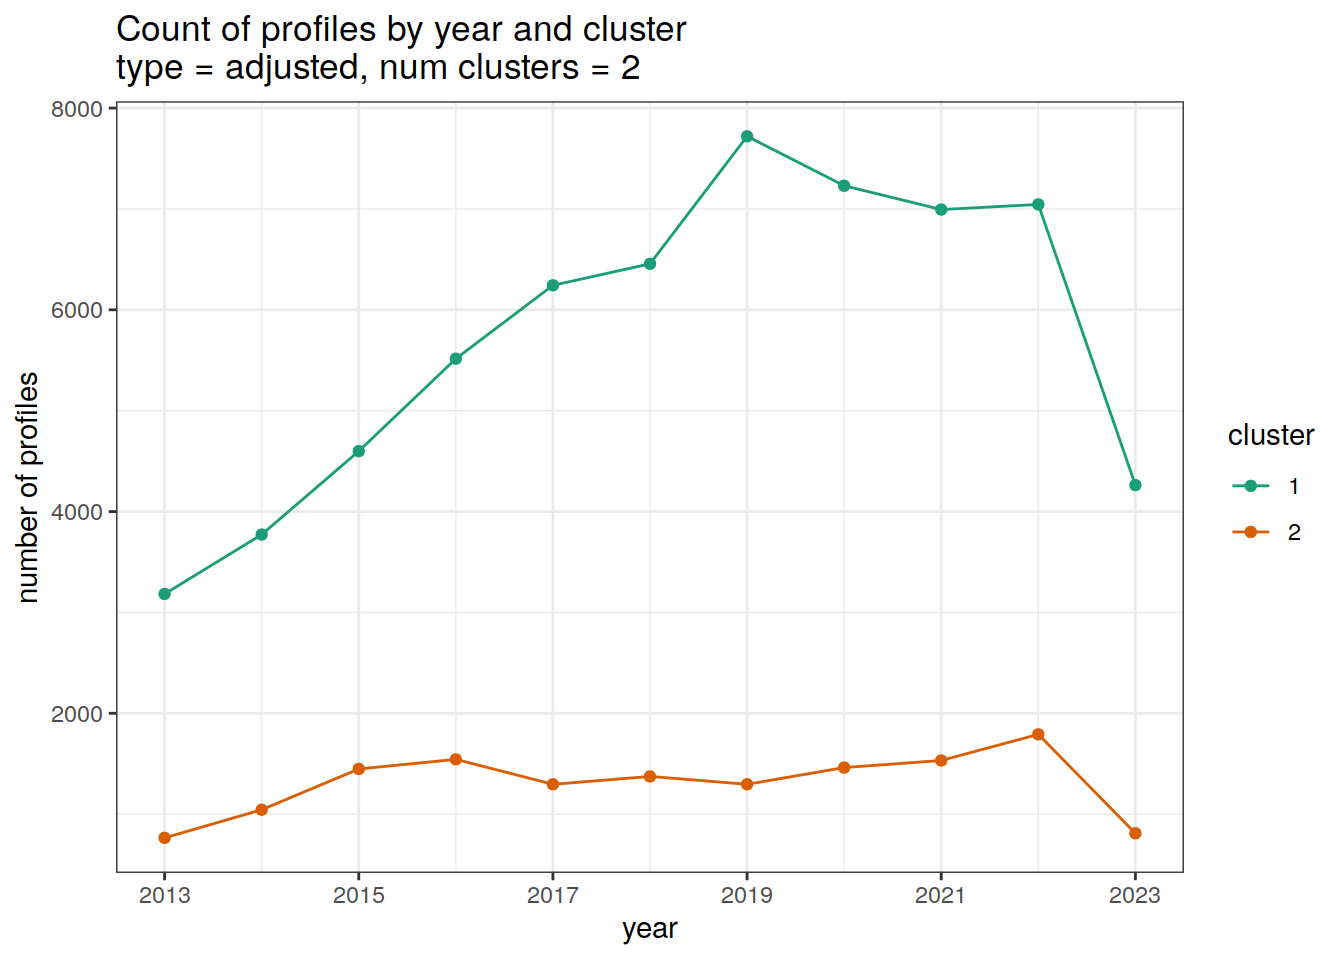 Count of profiles by year and cluster
type = adjusted, num clusters = 2
8000
6000
4000
2000
number of profiles
2013 2015 2017 2019 2021 2023
year
cluster
1
2